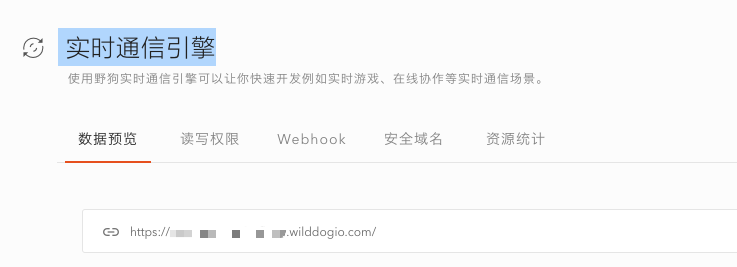 实时通信引擎
使用野狗实时通信引擎可以让你快速开发例如实时游戏、在线协作等实时通信场景。
数据预览 读写权限 Webhook 安全域名 资源统计
https:// .wilddogio.com/